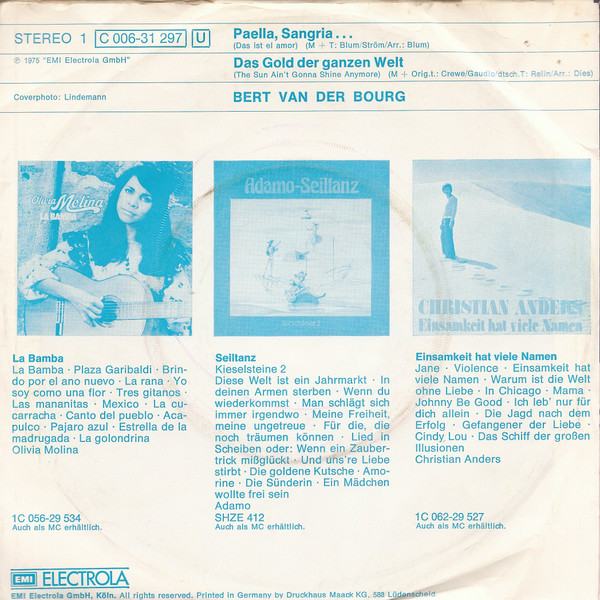 STEREO 1 C 006-31 297 U
℗ 1975 "EMI Electrola GmbH"
Coverphoto: Lindemann
Paella, Sangria . . .
(Das ist el amor) (M + T: Blum/Ström/Arr.: Blum)
Das Gold der ganzen Welt
(The Sun Ain't Gonna Shine Anymore) (M + Orig.t.: Crewe/Gaudio/dtsch.T: Relin/Arr.: Dies)
BERT VAN DER BOURG
Olivia Molina
LA BAMBA
Adamo-Seiltanz
Kieselsteine 2
CHRISTIAN ANDERS
Einsamkeit hat viele Namen
La Bamba
La Bamba · Plaza Garibaldi · Brin-
do por el ano nuevo · La rana · Yo
soy como una flor · Tres gitanos ·
Las mananitas · Mexico · La cu-
carracha · Canto del pueblo · Aca-
pulco · Pajaro azul · Estrella de la
madrugada · La golondrina
Olivia Molina
1C 056-29 534
Auch als MC erhältlich.
Seiltanz
Kieselsteine 2
Diese Welt ist ein Jahrmarkt · In
deinen Armen sterben · Wenn du
wiederkommst · Man schlägt sich
immer irgendwo · Meine Freiheit,
meine ungetreue · Für die, die
noch träumen können · Lied in
Scheiben oder: Wenn ein Zauber-
trick mißglückt · Und uns're Liebe
stirbt · Die goldene Kutsche · Amo-
rine · Die Sünderin · Ein Mädchen
wollte frei sein
Adamo
SHZE 412
Auch als MC erhältlich.
Einsamkeit hat viele Namen
Jane · Violence · Einsamkeit hat
viele Namen · Warum ist die Welt
ohne Liebe · In Chicago · Mama ·
Johnny Be Good · Ich leb' nur für
dich allein · Die Jagd nach dem
Erfolg · Gefangener der Liebe ·
Cindy Lou · Das Schiff der großen
Illusionen
Christian Anders
1C 062-29 527
Auch als MC erhältlich.
EMI ELECTROLA
EMI Electrola GmbH, Köln. All rights reserved. Printed in Germany by Druckhaus Maack KG, 588 Lüdenscheid